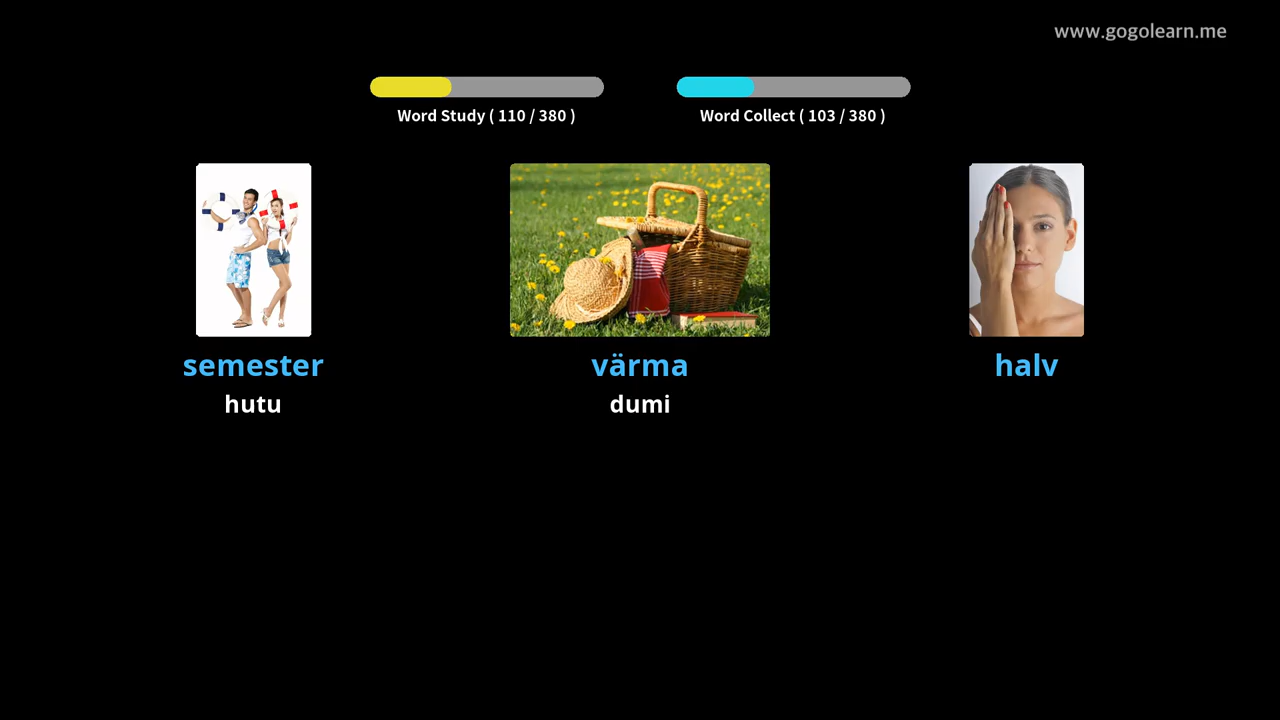 www.gogolearn.me
Word Study ( 110 / 380 )
Word Collect ( 103 / 380 )
semester
värma
halv
hutu
dumi